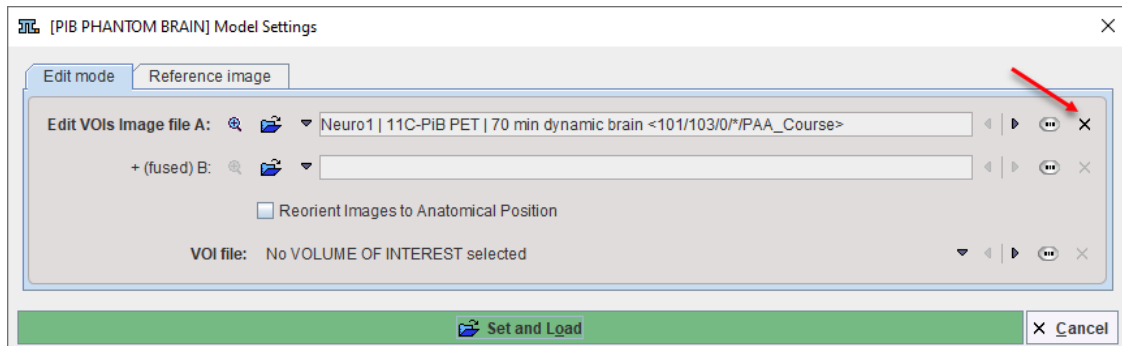 [PIB PHANTOM BRAIN] Model Settings
Edit mode Reference image
Edit VOIs Image file A: Neuro1 | 11C-PiB PET | 70 min dynamic brain <101/103/0/*/PAA_Course>
+ (fused) B:
Reorient Images to Anatomical Position
VOI file: No VOLUME OF INTEREST selected
Set and Load Cancel